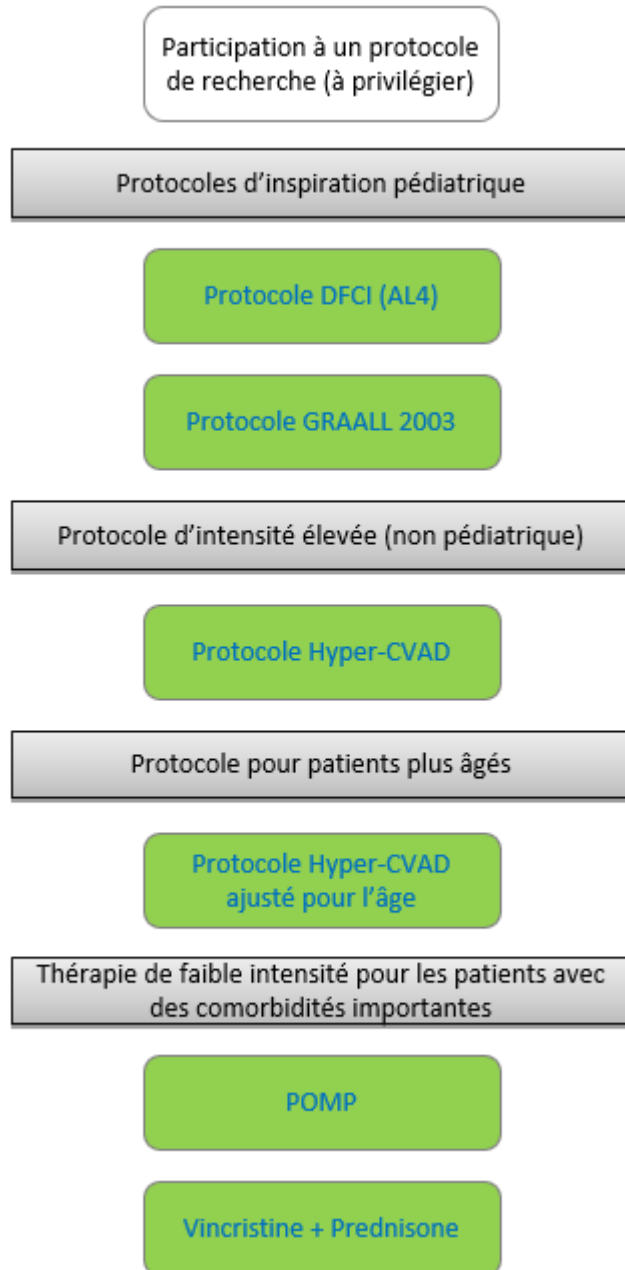 Participation à un protocole
de recherche (à privilégier)
Protocoles d'inspiration pédiatrique
Protocole DFCI (AL4)
Protocole GRAALL 2003
Protocole d'intensité élevée (non pédiatrique)
Protocole Hyper-CVAD
Protocole pour patients plus âgés
Protocole Hyper-CVAD
ajusté pour l'âge
Thérapie de faible intensité pour les patients avec
des comorbidités importantes
POMP
Vincristine + Prednisone